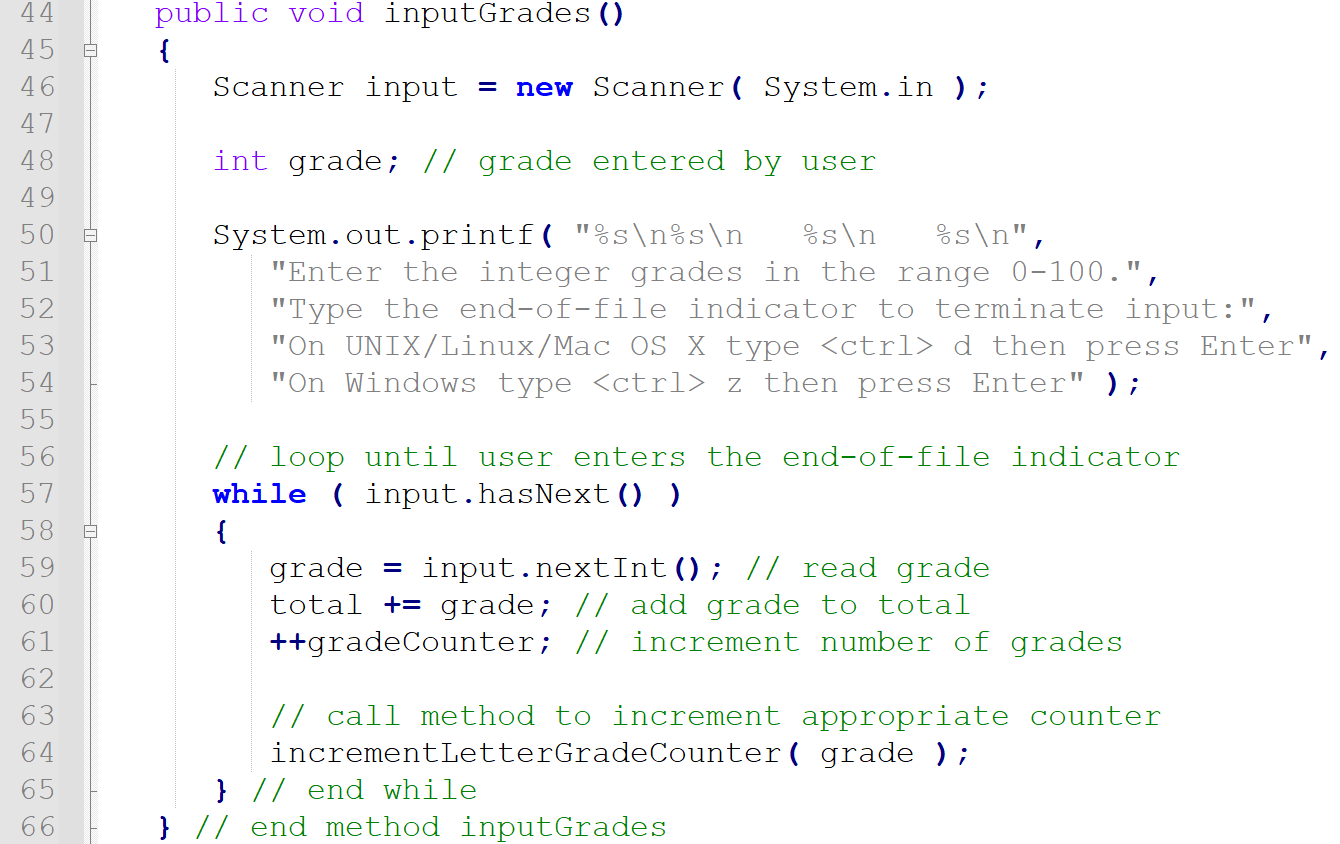 44 public void inputGrades()
45 {
46 Scanner input = new Scanner( System.in );
47
48 int grade; // grade entered by user
49
50 System.out.printf( "%s\n%s\n   %s\n   %s\n",
51 "Enter the integer grades in the range 0-100.",
52 "Type the end-of-file indicator to terminate input:",
53 "On UNIX/Linux/Mac OS X type <ctrl> d then press Enter",
54 "On Windows type <ctrl> z then press Enter" );
55
56 // loop until user enters the end-of-file indicator
57 while ( input.hasNext() )
58 {
59 grade = input.nextInt(); // read grade
60 total += grade; // add grade to total
61 ++gradeCounter; // increment number of grades
62
63 // call method to increment appropriate counter
64 incrementLetterGradeCounter( grade );
65 } // end while
66 } // end method inputGrades